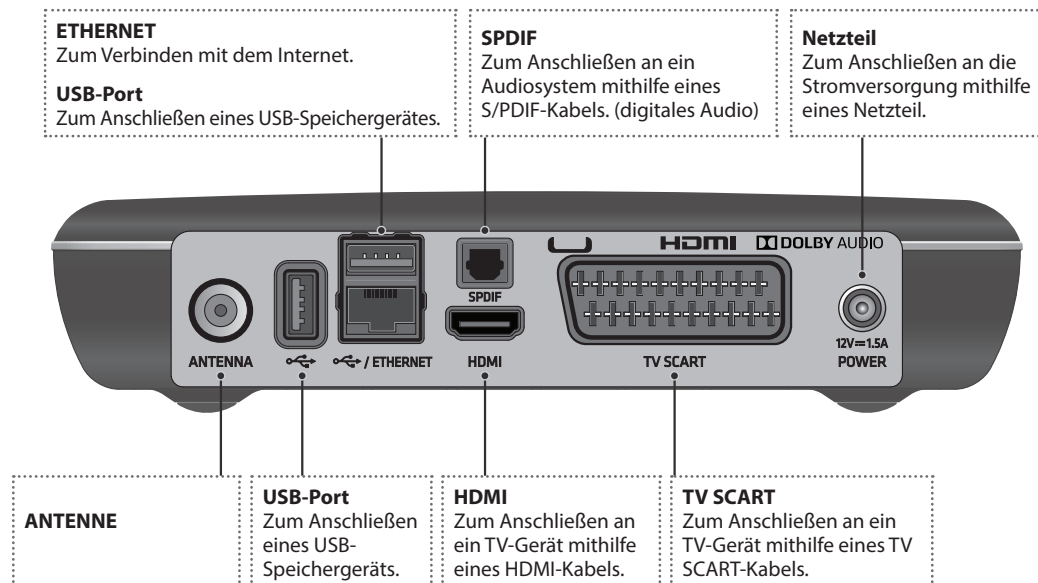 ETHERNET
Zum Verbinden mit dem Internet.
USB-Port
Zum Anschließen eines USB-Speichergerätes.
SPDIF
Zum Anschließen an ein
Audiosystem mithilfe eines
S/PDIF-Kabels. (digitales Audio)
Netzteil
Zum Anschließen an die
Stromversorgung mithilfe
eines Netzteil.
HDMI
DOLBY AUDIO
SPDIF
ANTENNA
/ ETHERNET
HDMI
TV SCART
12V⎓1.5A
POWER
ANTENNE
USB-Port
Zum Anschließen
eines USB-
Speichergeräts.
HDMI
Zum Anschließen an
ein TV-Gerät mithilfe
eines HDMI-Kabels.
TV SCART
Zum Anschließen an ein
TV-Gerät mithilfe eines TV
SCART-Kabels.